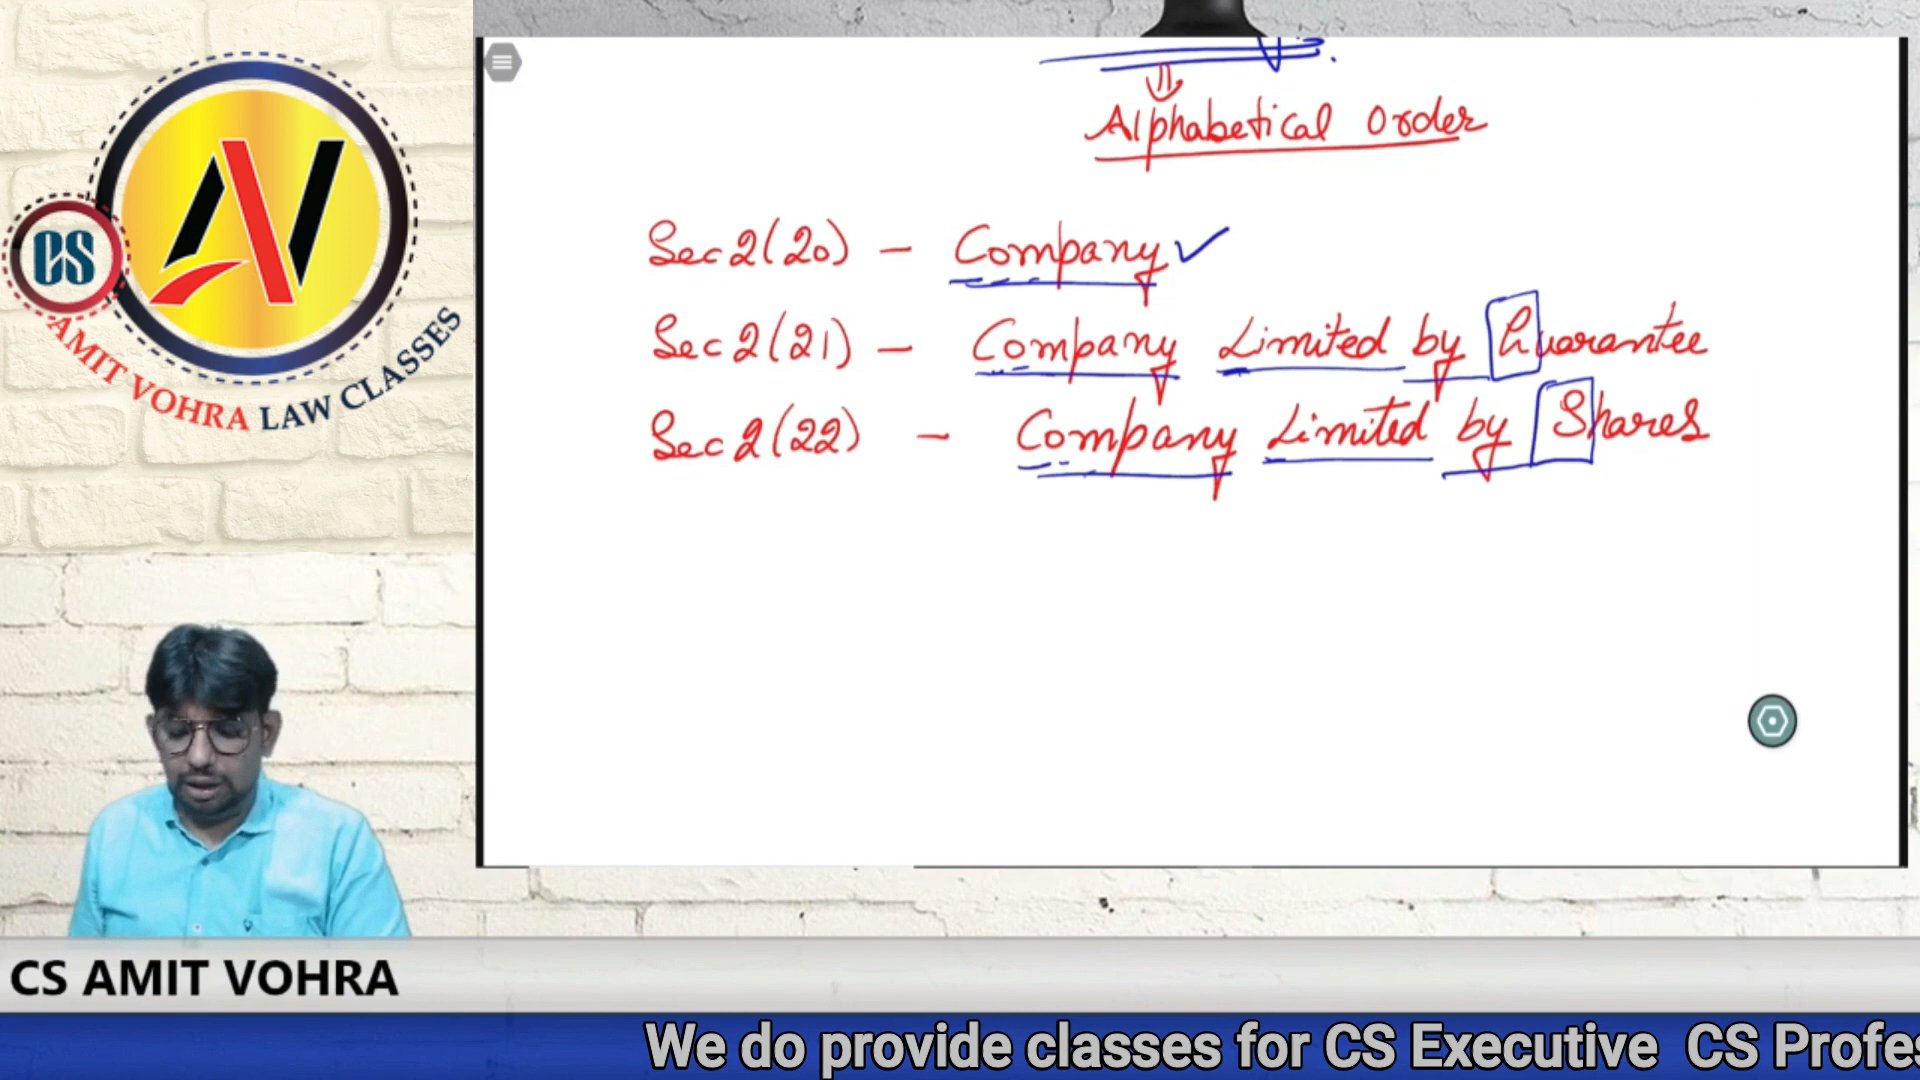 CS
AMIT VOHRA LAW CLASSES
Alphabetical Order
Sec 2(20) - Company ✓
Sec 2(21) - Company Limited by Guarantee
Sec 2(22) - Company Limited by Shares
CS AMIT VOHRA
We do provide classes for CS Executive CS Profes